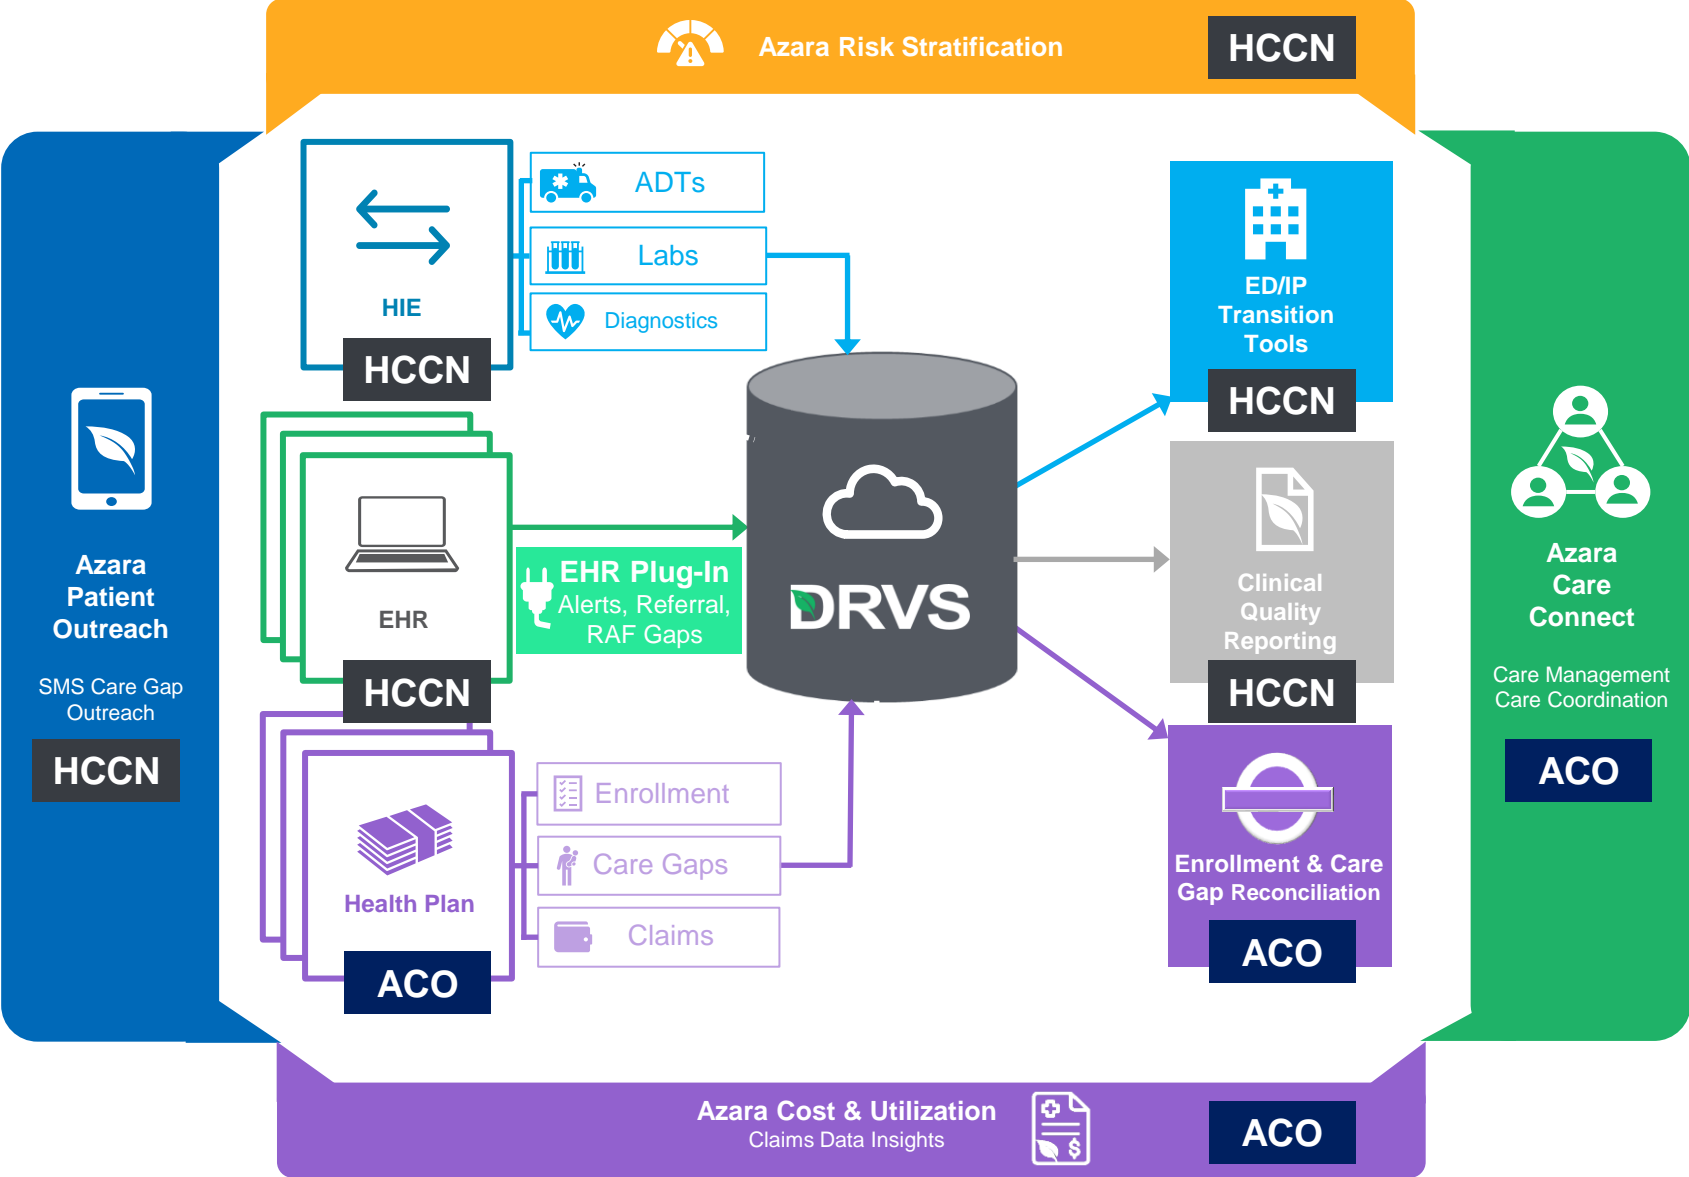 Azara Risk Stratification
HCCN
Azara
Patient
Outreach
SMS Care Gap
Outreach
HCCN
HIE
HCCN
ADTs
Labs
Diagnostics
EHR
HCCN
EHR Plug-In
Alerts, Referral,
RAF Gaps
Health Plan
ACO
Enrollment
Care Gaps
Claims
DRVS
ED/IP
Transition
Tools
HCCN
Clinical
Quality
Reporting
HCCN
Enrollment & Care
Gap Reconciliation
ACO
Azara
Care
Connect
Care Management
Care Coordination
ACO
Azara Cost & Utilization
Claims Data Insights
$
ACO